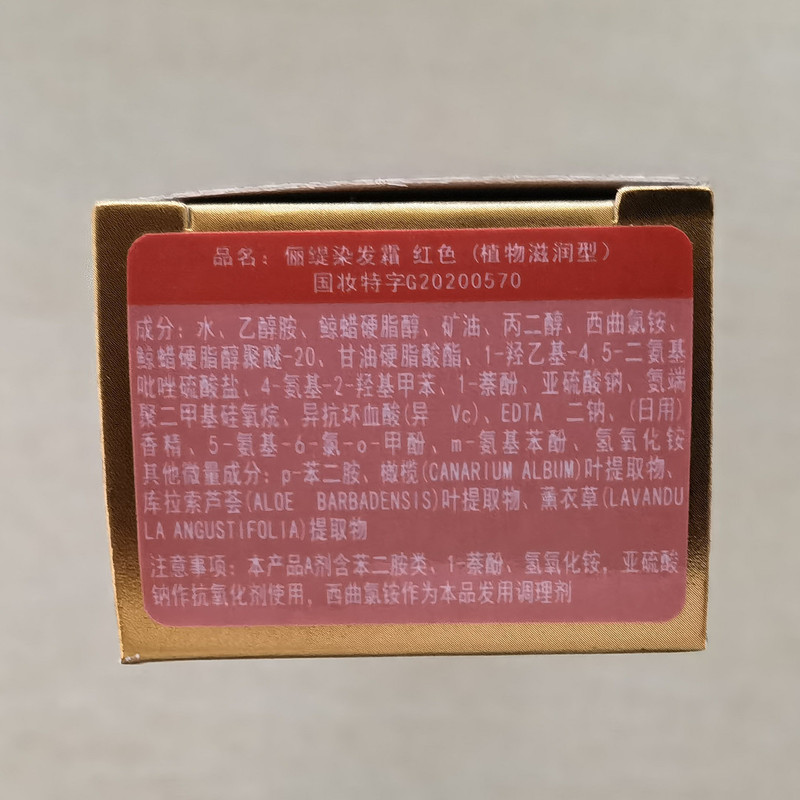 品名：俪缇染发霜 红色（植物滋润型）
国妆特字G20200570
成分：水、乙醇胺、鲸蜡硬脂醇、矿油、丙二醇、西曲氯铵、
鲸蜡硬脂醇聚醚-20、甘油硬脂酸酯、1-羟乙基-4,5-二氨基
吡唑硫酸盐、4-氨基-2-羟基甲苯、1-萘酚、亚硫酸钠、氨端
聚二甲基硅氧烷、异抗坏血酸(异 Vc)、EDTA 二钠、(日用)
香精、5-氨基-6-氯-o-甲酚、m-氨基苯酚、氢氧化铵
其他微量成分：p-苯二胺、橄榄(CANARIUM ALBUM)叶提取物、
库拉索芦荟(ALOE BARBADENSIS)叶提取物、薰衣草(LAVANDU
LA ANGUSTIFOLIA)提取物
注意事项：本产品A剂含苯二胺类、1-萘酚、氢氧化铵，亚硫酸
钠作抗氧化剂使用，西曲氯铵作为本品发用调理剂